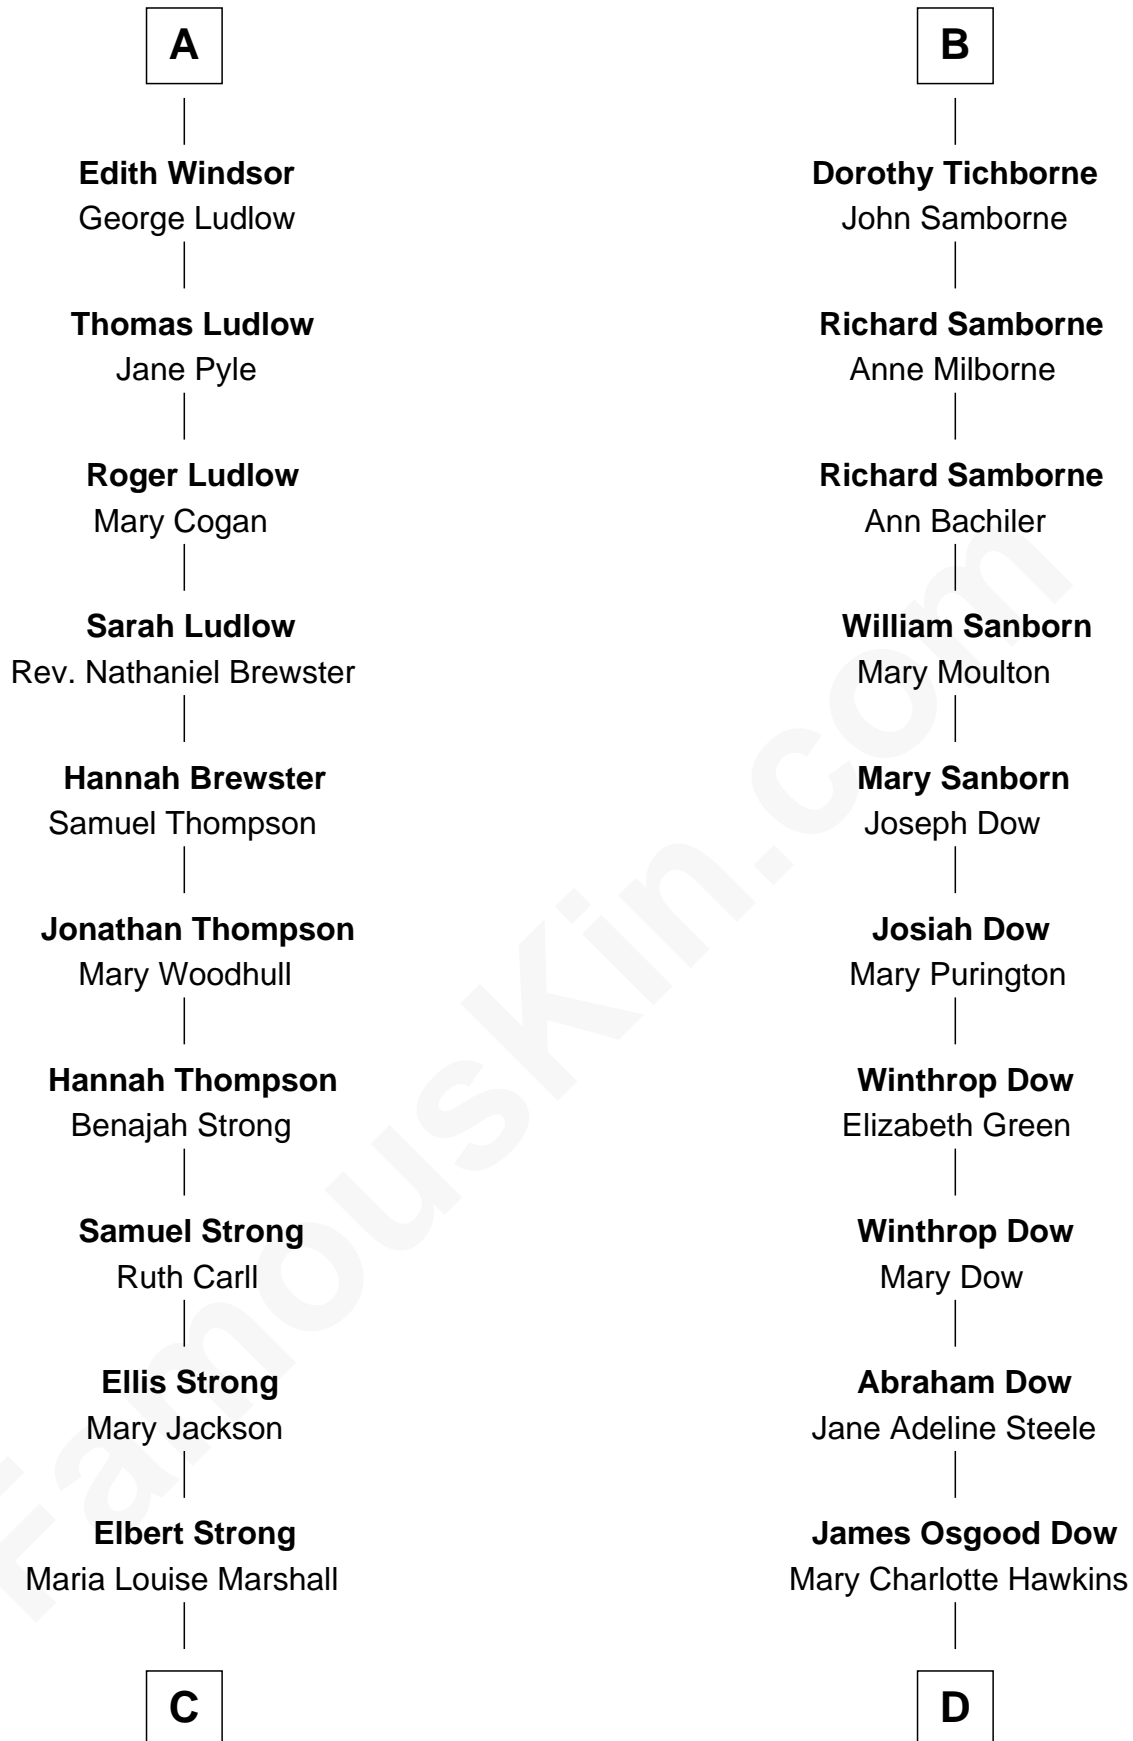 A
Edith Windsor
George Ludlow
Thomas Ludlow
Jane Pyle
Roger Ludlow
Mary Cogan
Sarah Ludlow
Rev. Nathaniel Brewster
Hannah Brewster
Samuel Thompson
Jonathan Thompson
Mary Woodhull
Hannah Thompson
Benajah Strong
Samuel Strong
Ruth Carll
Ellis Strong
Mary Jackson
Elbert Strong
Maria Louise Marshall
C
B
Dorothy Tichborne
John Samborne
Richard Samborne
Anne Milborne
Richard Samborne
Ann Bachiler
William Sanborn
Mary Moulton
Mary Sanborn
Joseph Dow
Josiah Dow
Mary Purington
Winthrop Dow
Elizabeth Green
Winthrop Dow
Mary Dow
Abraham Dow
Jane Adeline Steele
James Osgood Dow
Mary Charlotte Hawkins
D
FamousKin.com